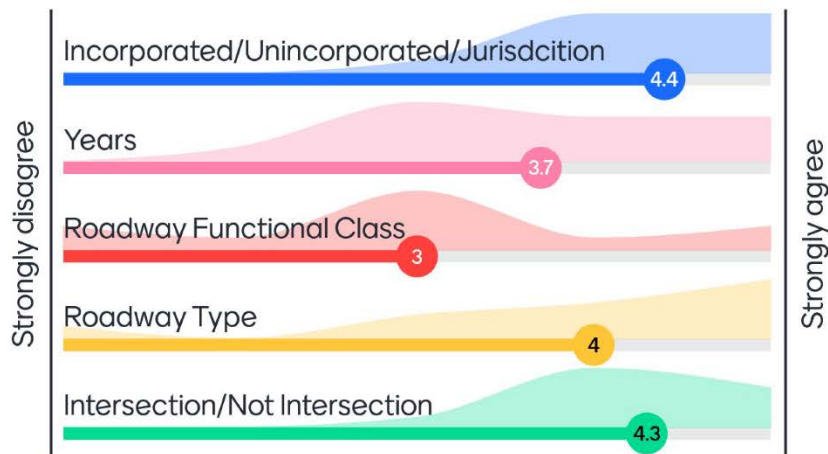 Strongly disagree
Incorporated/Unincorporated/Jurisdcition
4.4
Years
3.7
Roadway Functional Class
3
Roadway Type
4
Intersection/Not Intersection
4.3
Strongly agree